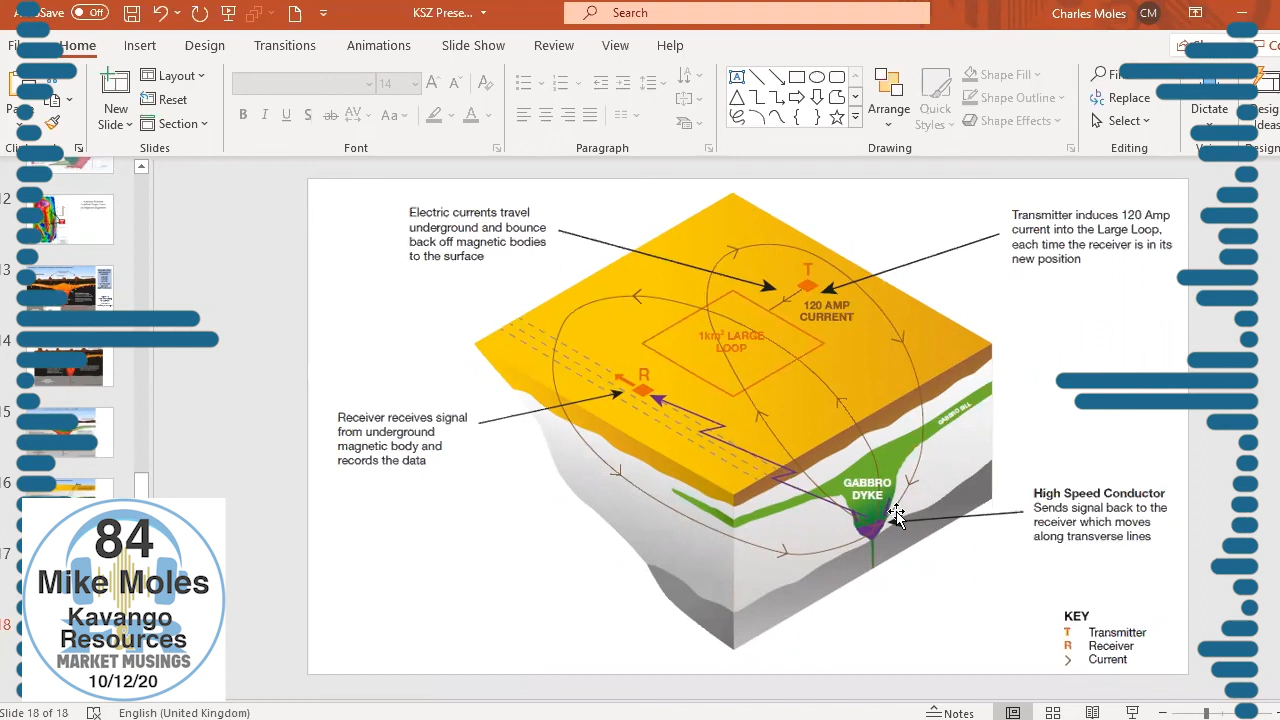 Off
KSZ Prese...
Search
Charles Moles
CM
Home
Insert
Design
Transitions
Animations
Slide Show
Review
View
Help
New
Slide
Layout
Reset
Section
Slides
14
Font
Paragraph
Arrange
Quick
Styles
Shape Fill
Shape Outline
Shape Effects
Drawing
Replace
Select
Editing
Dictate
Electric currents travel
underground and bounce
back off magnetic bodies
to the surface
Transmitter induces 120 Amp
current into the Large Loop,
each time the receiver is in its
new position
T
120 AMP
CURRENT
1km² LARGE
LOOP
R
Receiver receives signal
from underground
magnetic body and
records the data
GABBRO SILL
GABBRO
DYKE
High Speed Conductor
Sends signal back to the
receiver which moves
along transverse lines
KEY
T Transmitter
R Receiver
Current
13
14
15
16
84
Mike Moles
Kavango
Resources
MARKET MUSINGS
10/12/20
Slide 18 of 18
English (United Kingdom)
Notes